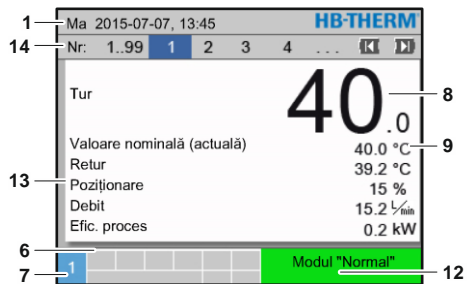 1 Ma 2015-07-07, 13:45 HB-THERM
14 Nr: 1..99 1 2 3 4 ...
Tur 40.0 8
Valoare nominală (actuală) 40.0 °C 9
Retur 39.2 °C
13 Poziționare 15 %
Debit 15.2 L/min
Efic. proces 0.2 kW
6
7 1 Modul "Normal" 12